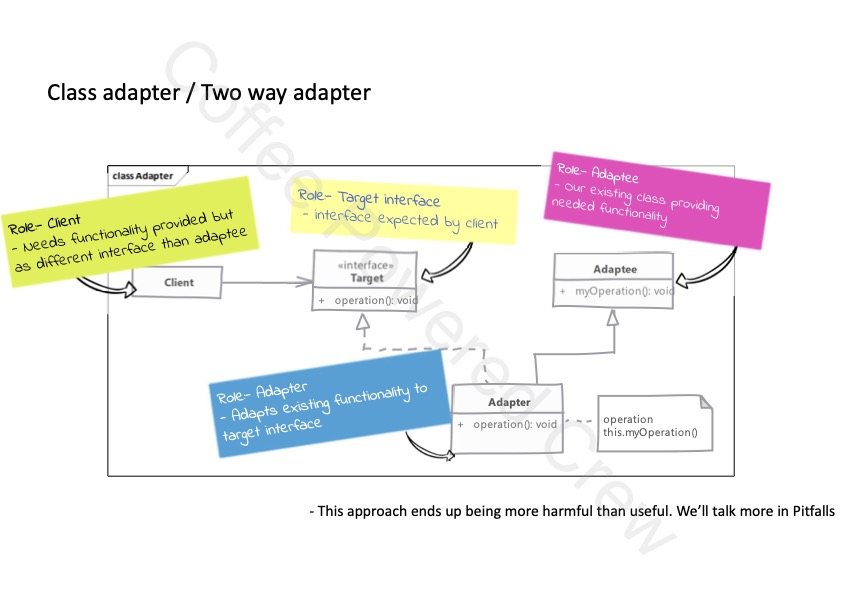 Class adapter / Two way adapter
class Adapter
Role- Client
- Needs functionality provided but
as different interface than adaptee
Role- Target interface
- interface expected by client
Role- Adaptee
- Our existing class providing
needed functionality
Client
«interface»
Target
+ operation(): void
Adaptee
+ myOperation(): void
Role- Adapter
- Adapts existing functionality to
target interface
Adapter
+ operation(): void
operation
this.myOperation()
- This approach ends up being more harmful than useful. We'll talk more in Pitfalls
Coffee Powered Crew